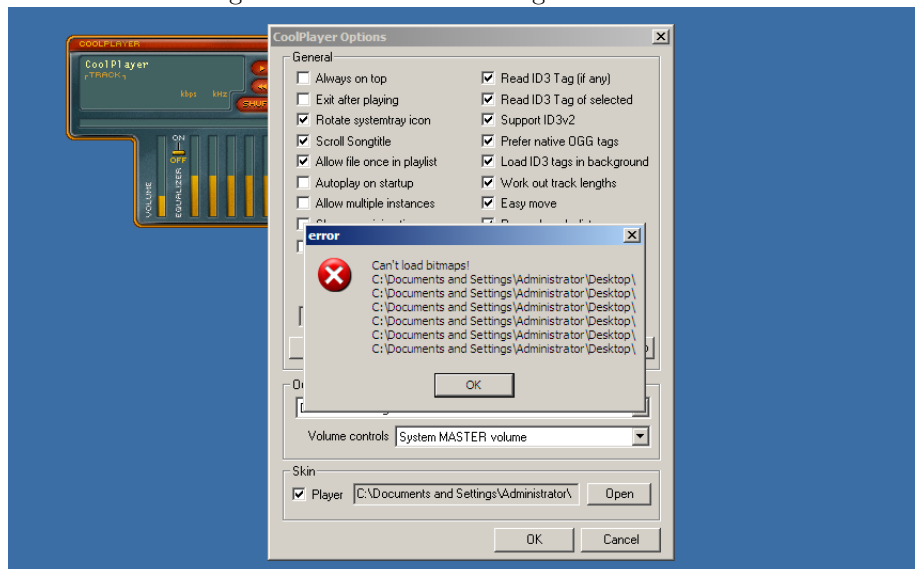 COOLPLAYER
CoolPlayer
TRACK
kbps kHz
ON
OFF
VOLUME
EQUALIZER
CoolPlayer Options
General
Always on top
Exit after playing
Rotate systemtray icon
Scroll Songtitle
Allow file once in playlist
Autoplay on startup
Allow multiple instances
Read ID3 Tag (if any)
Read ID3 Tag of selected
Support ID3v2
Prefer native OGG tags
Load ID3 tags in background
Work out track lengths
Easy move
error
Can't load bitmaps!
C:\Documents and Settings\Administrator\Desktop\
C:\Documents and Settings\Administrator\Desktop\
C:\Documents and Settings\Administrator\Desktop\
C:\Documents and Settings\Administrator\Desktop\
C:\Documents and Settings\Administrator\Desktop\
C:\Documents and Settings\Administrator\Desktop\
OK
Volume controls
System MASTER volume
Skin
Player
C:\Documents and Settings\Administrator\
Open
OK
Cancel